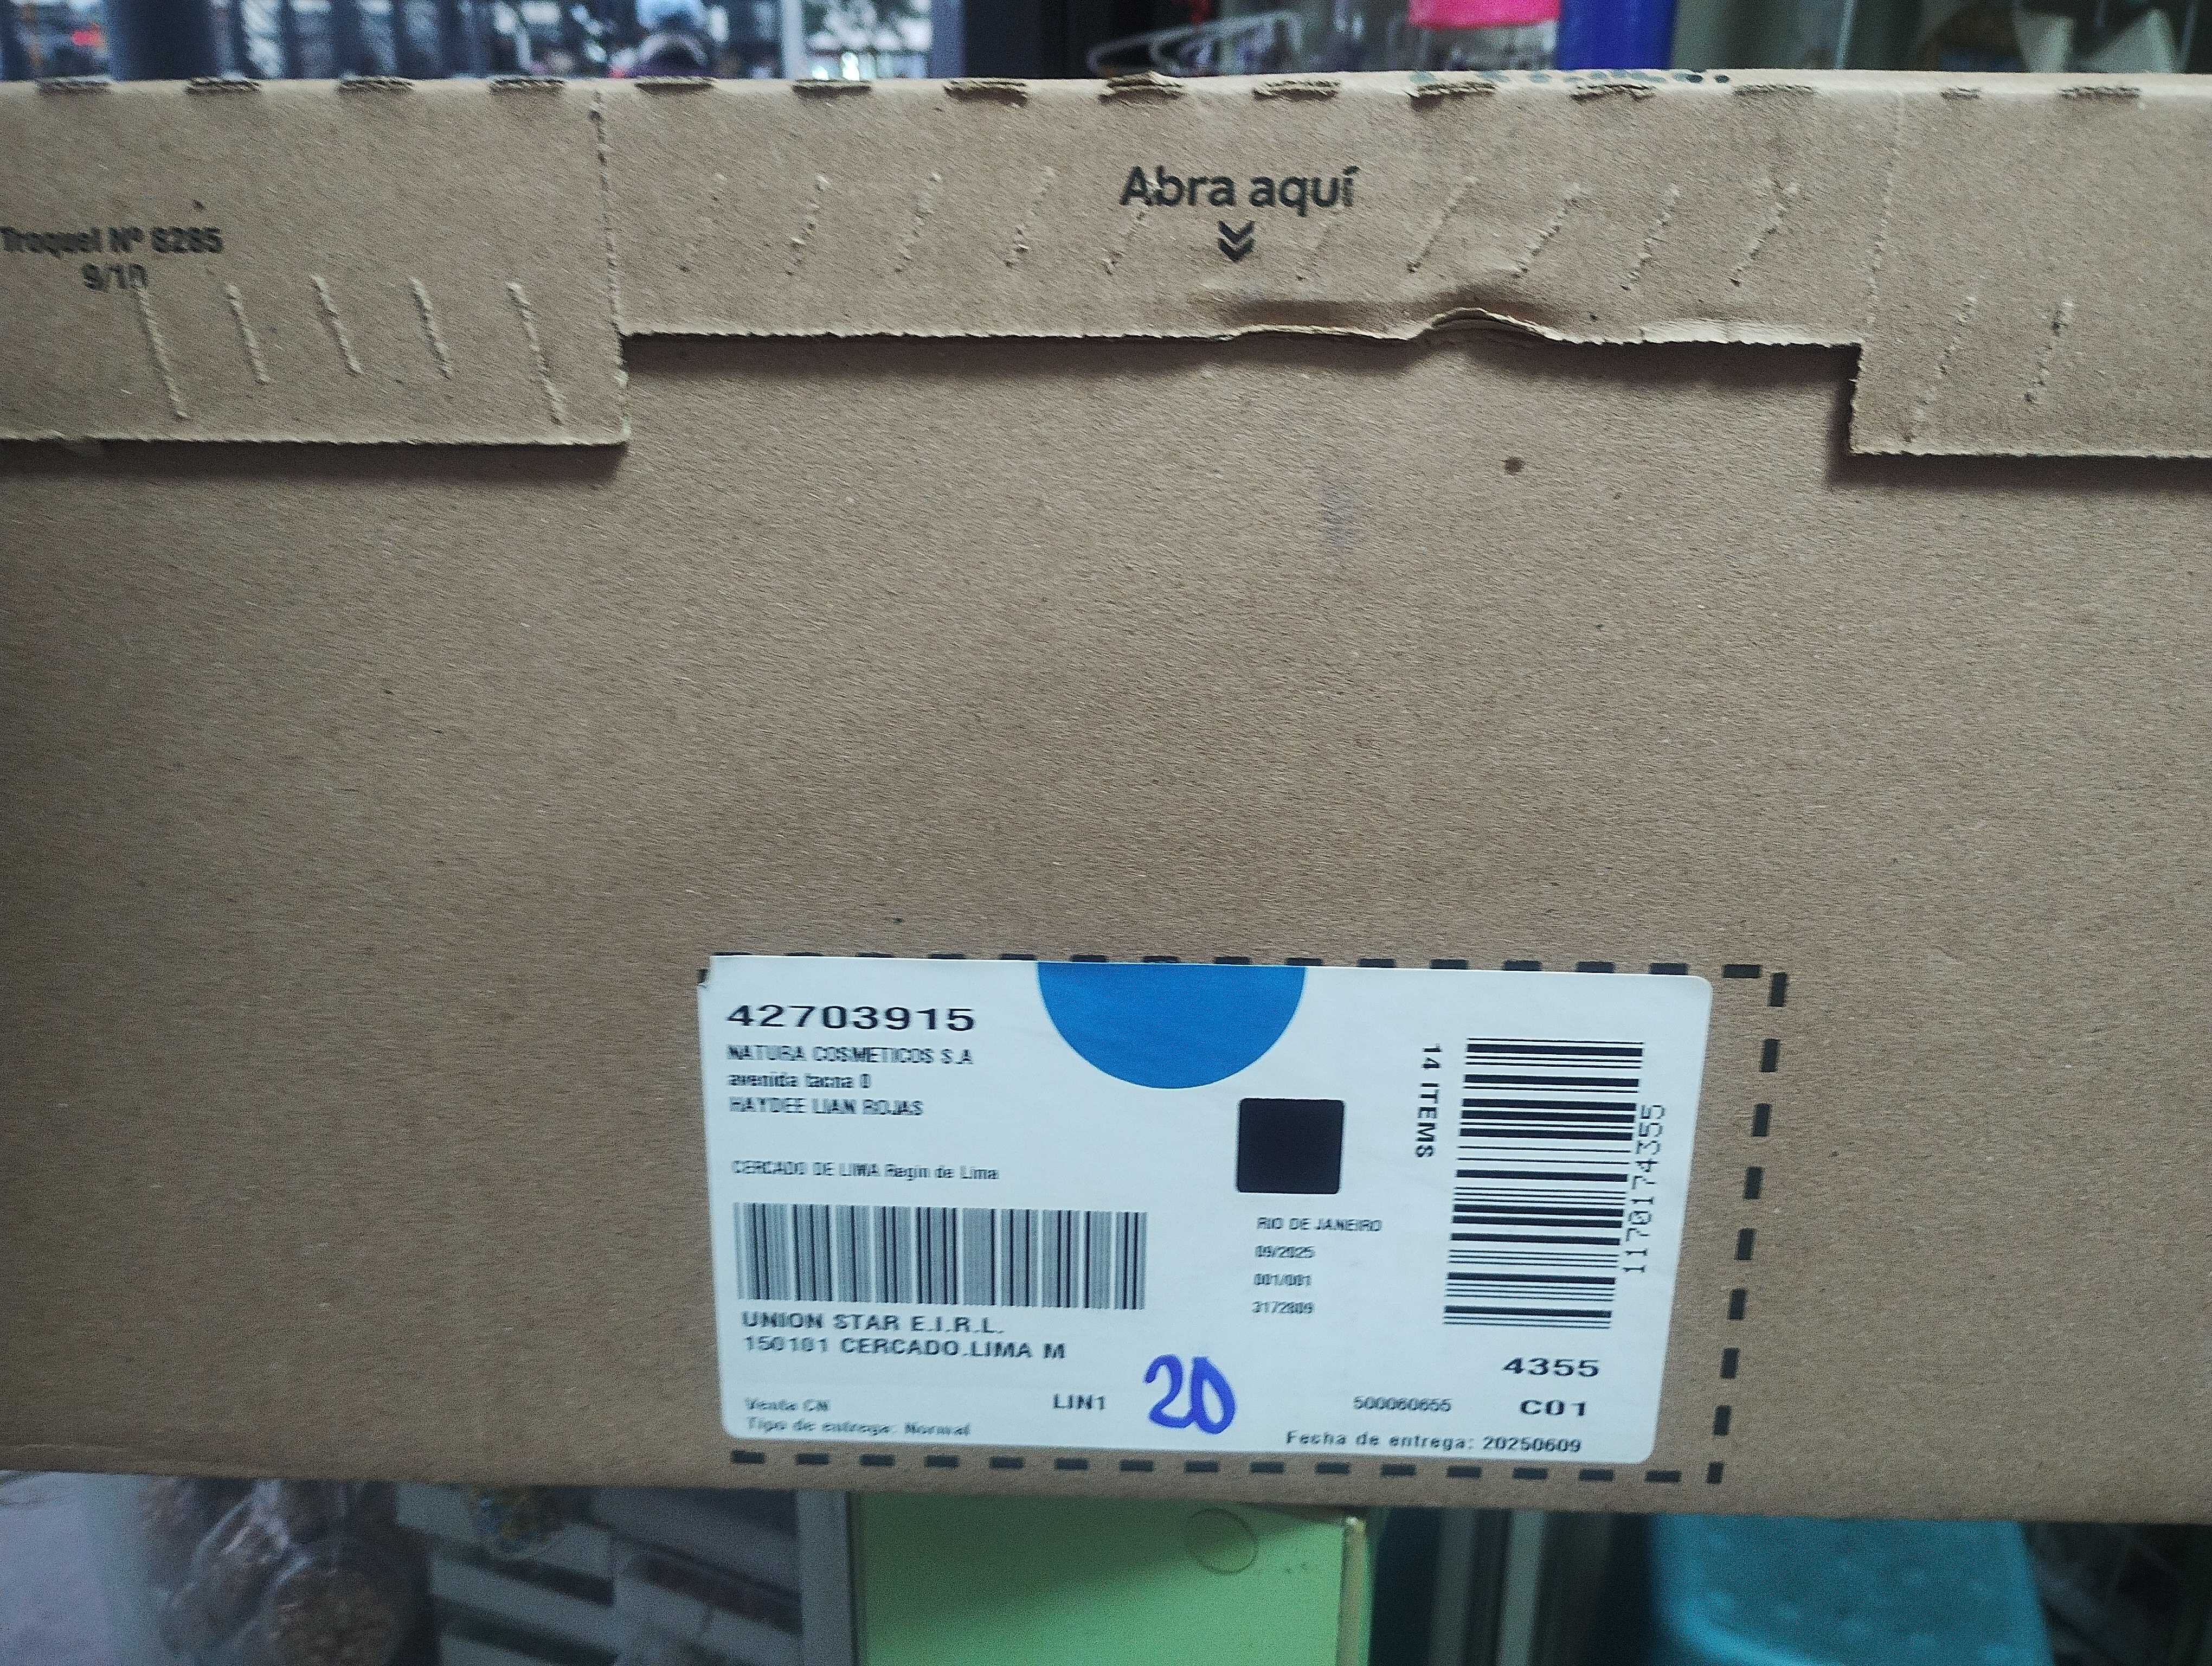 Abra aquí
Troquel Nº 8285
9/10
42703915
NATURA COSMETICOS S.A
avenida tacna 0
HAYDEE LIAN ROJAS
CERCADO DE LIMA Regin de Lima
14 ITEMS
1170174355
RIO DE JANEIRO
09/2025
001/001
3172809
UNION STAR E.I.R.L.
150101 CERCADO.LIMA M
4355
Venta CN
LIN1
20
500060655
C01
Tipo de entrega: Normal
Fecha de entrega: 20250609